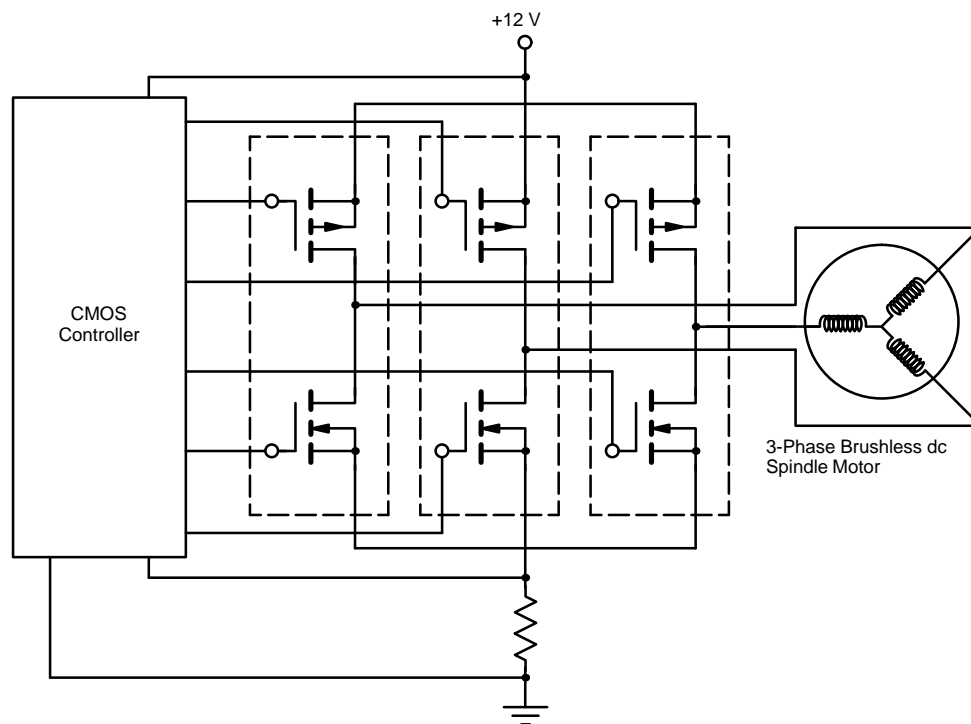 +12 V
CMOS
Controller
3-Phase Brushless dc
Spindle Motor